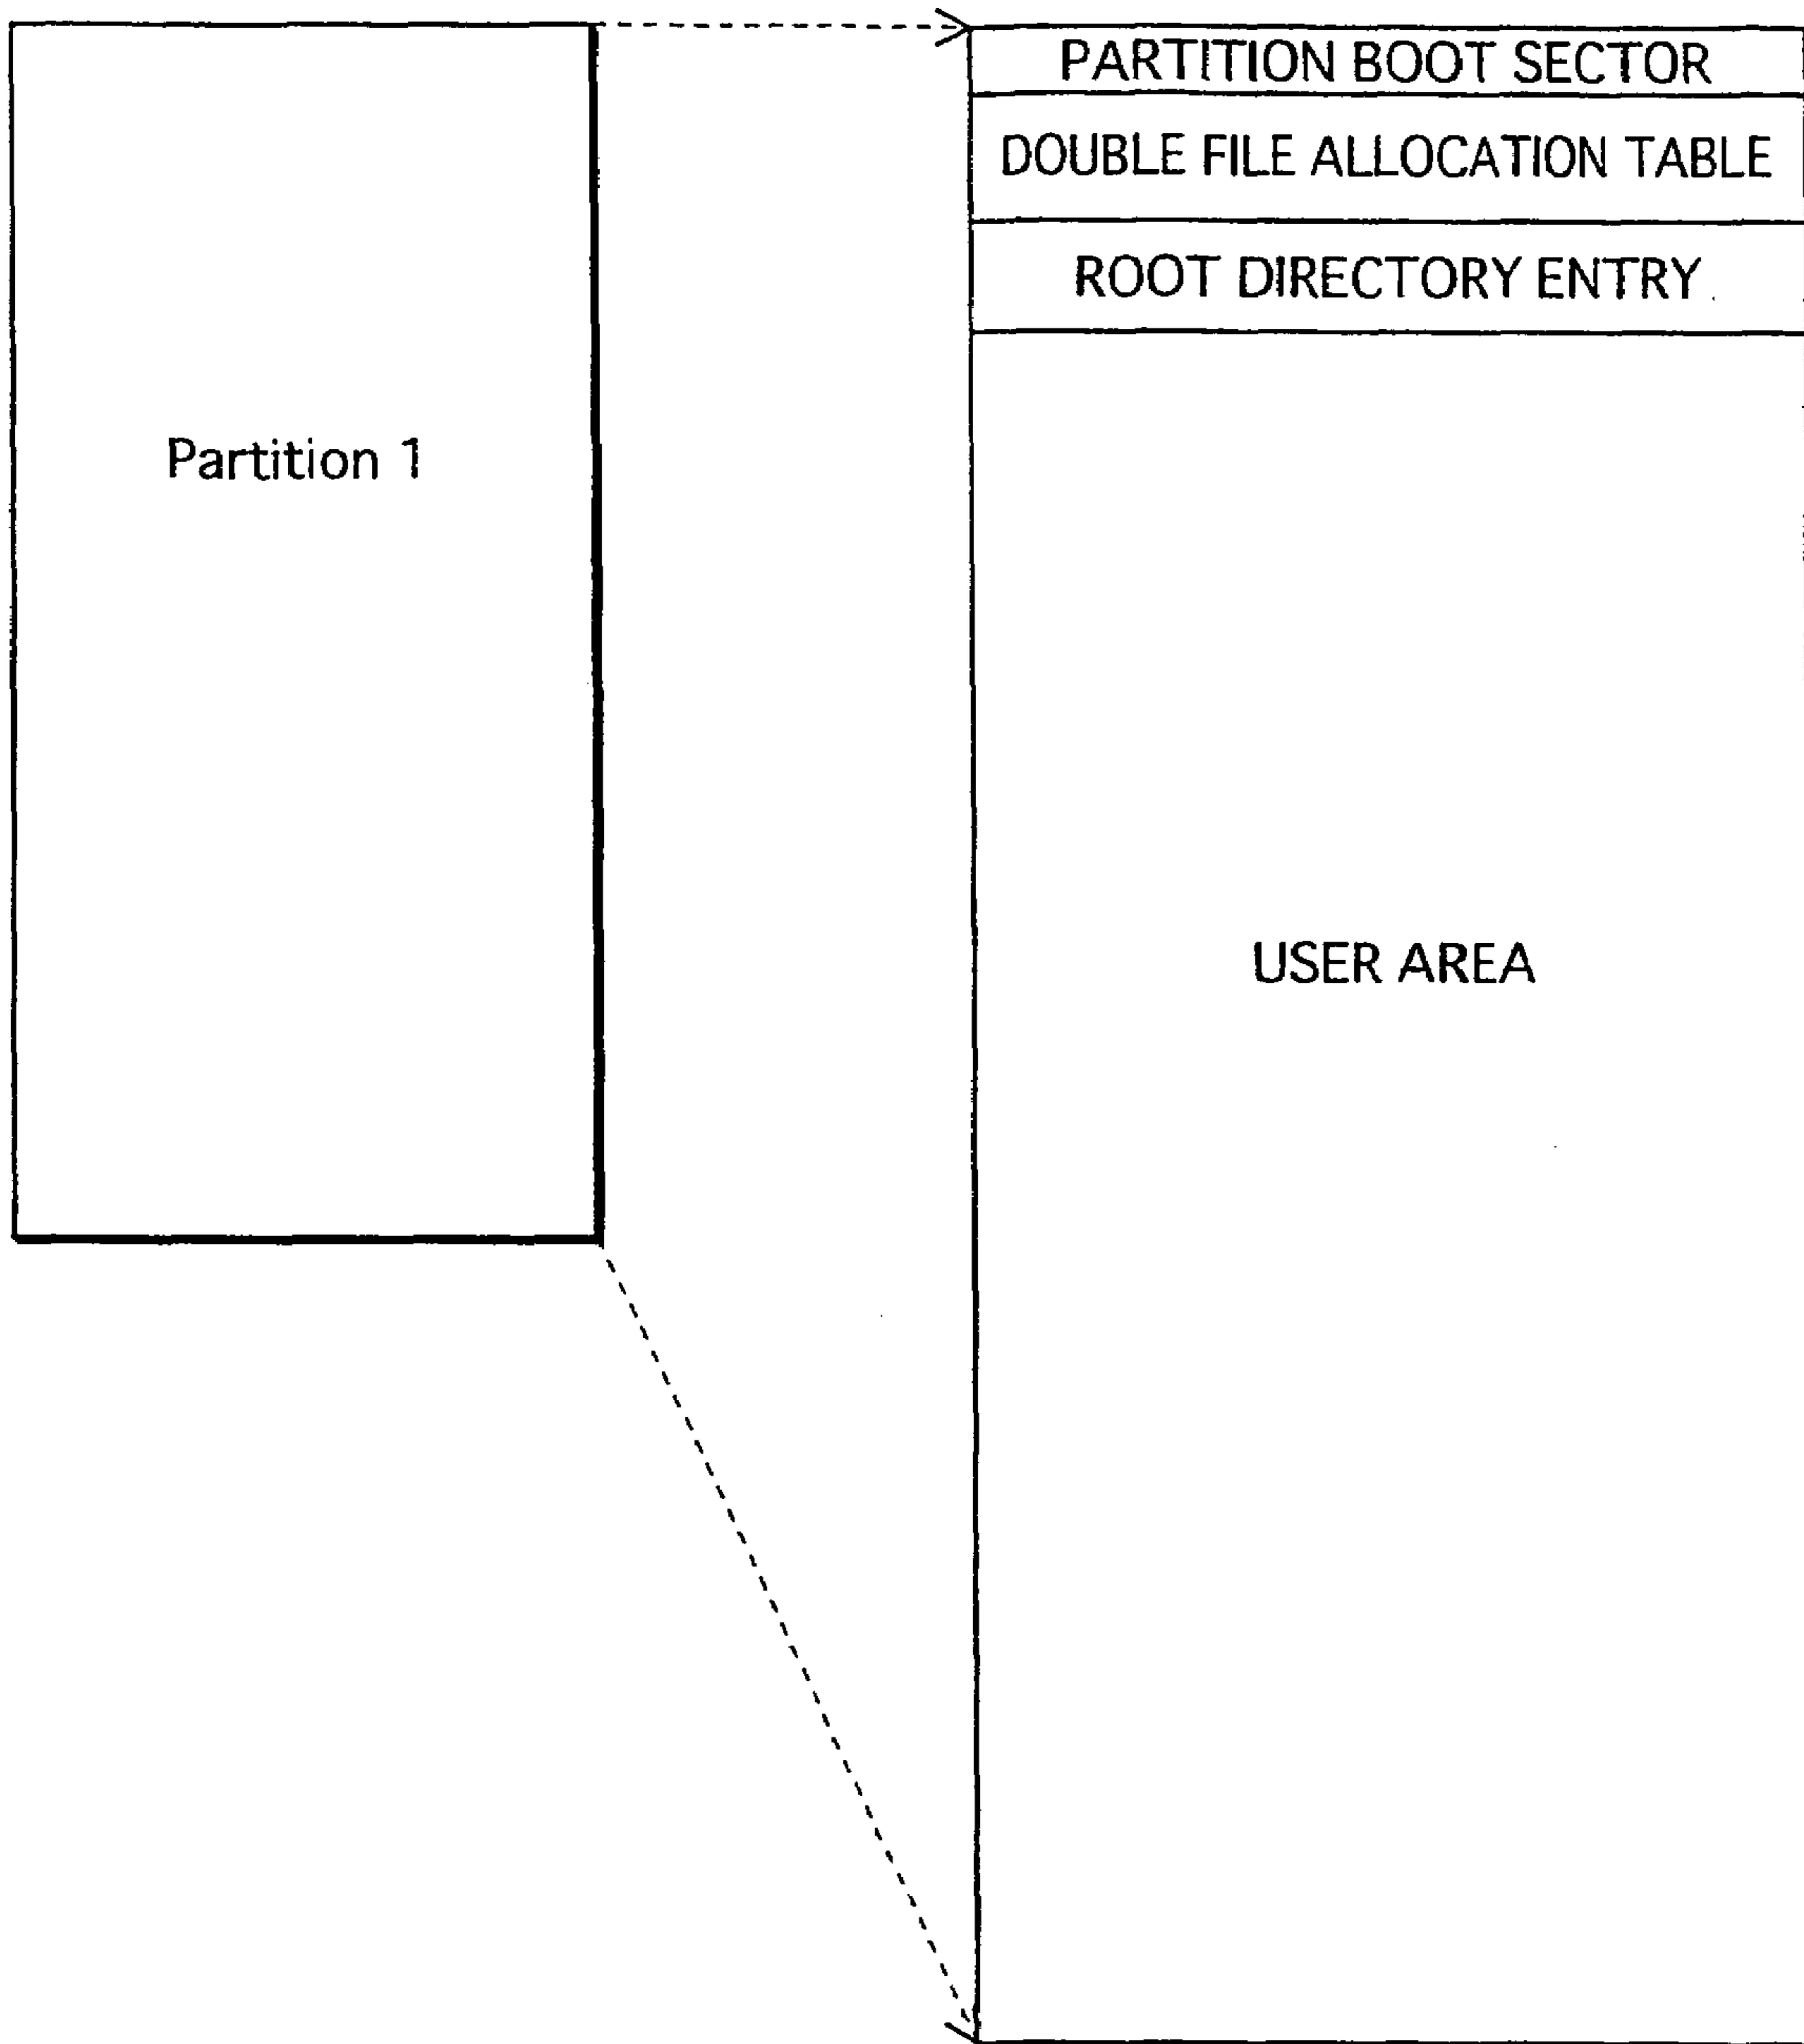 PARTITION BOOT SECTOR
DOUBLE FILE ALLOCATION TABLE
ROOT DIRECTORY ENTRY
Partition 1
USER AREA